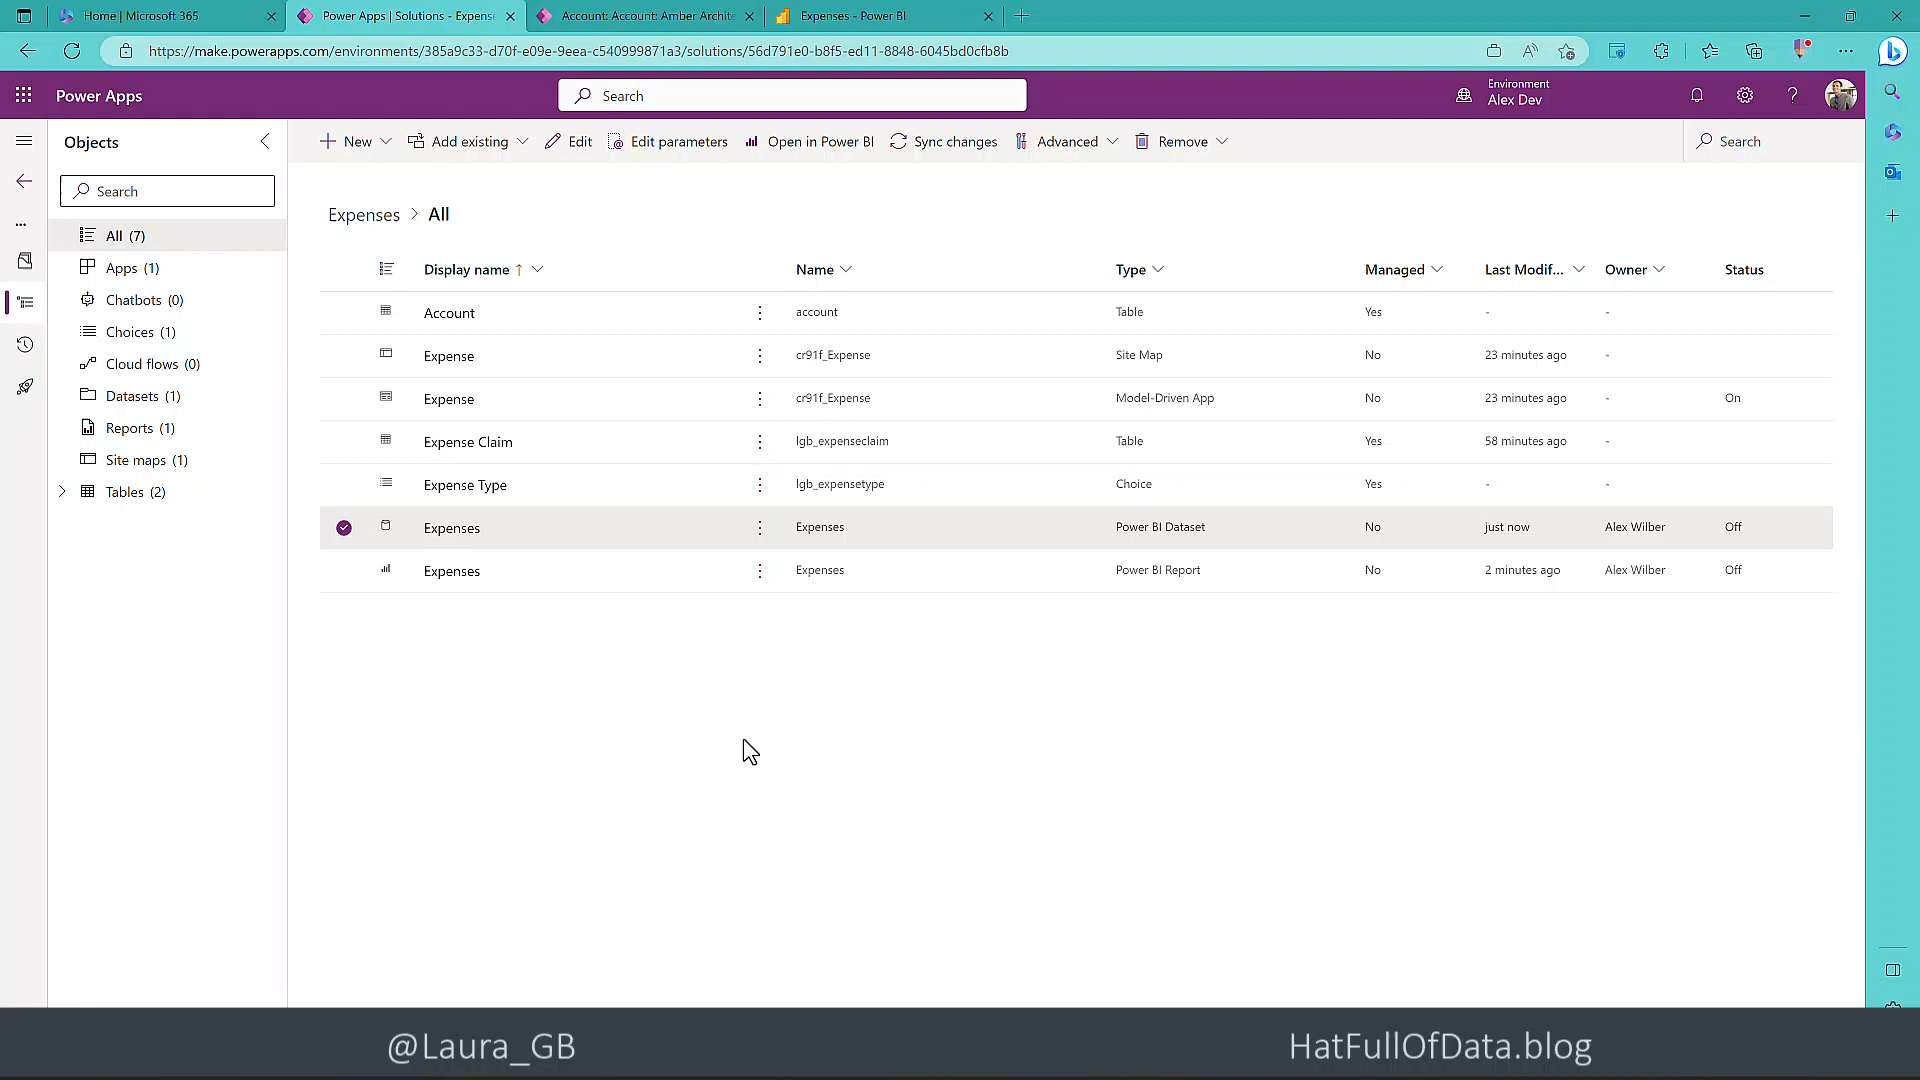 Home | Microsoft 365
Power Apps | Solutions - Expense
Account: Account: Amber Archite
Expenses - Power BI
https://make.powerapps.com/environments/385a9c33-d70f-e09e-9eea-c540999871a3/solutions/56d791e0-b8f5-ed11-8848-6045bd0cfb8b
Power Apps
Search
Environment
Alex Dev
Objects
New
Add existing
Edit
Edit parameters
Open in Power BI
Sync changes
Advanced
Remove
Search
Search
All (7)
Apps (1)
Chatbots (0)
Choices (1)
Cloud flows (0)
Datasets (1)
Reports (1)
Site maps (1)
Tables (2)
Expenses > All
Display name ↑ Name Type Managed Last Modif... Owner Status
Account account Table Yes - -
Expense cr91f_Expense Site Map No 23 minutes ago -
Expense cr91f_Expense Model-Driven App No 23 minutes ago - On
Expense Claim lgb_expenseclaim Table Yes 58 minutes ago -
Expense Type lgb_expensetype Choice Yes - -
Expenses Expenses Power BI Dataset No just now Alex Wilber Off
Expenses Expenses Power BI Report No 2 minutes ago Alex Wilber Off
@Laura_GB
HatFullOfData.blog